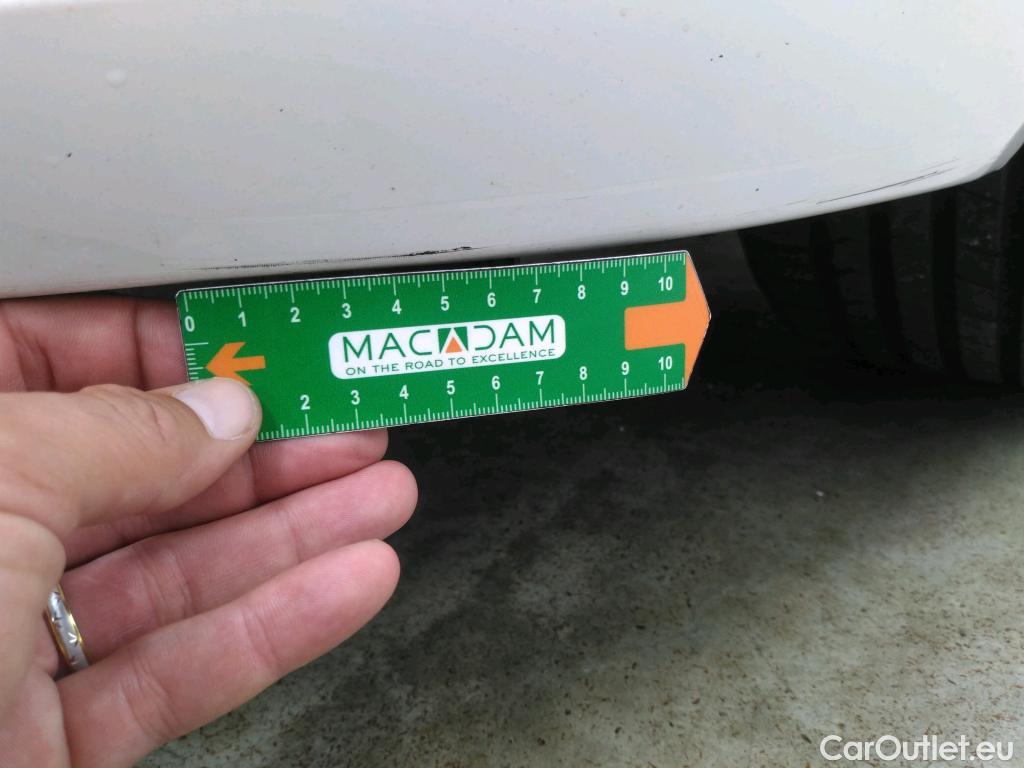 0 1 2 3 4 5 6 7 8 9 10
MACADAM
ON THE ROAD TO EXCELLENCE
2 3 4 5 6 7 8 9 10
CarOutlet.eu